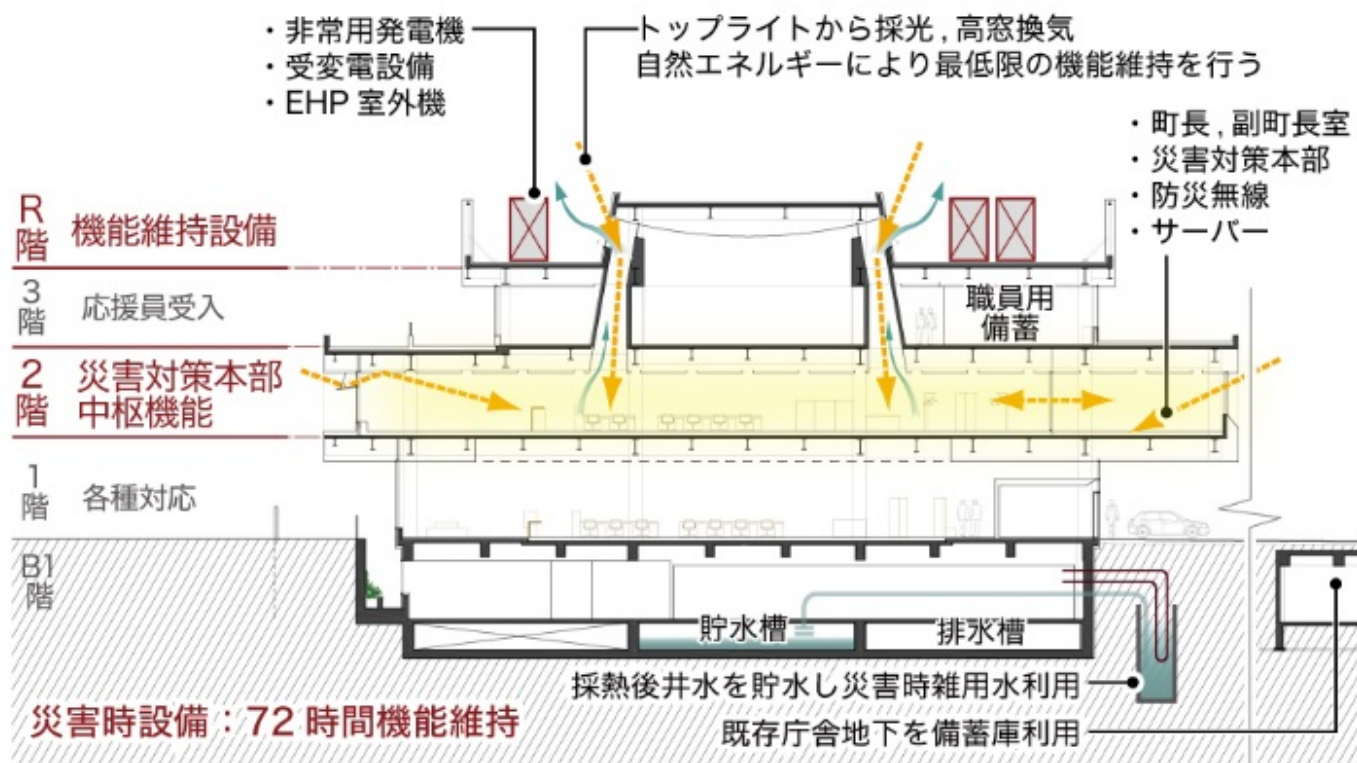 ・非常用発電機
・受変電設備
・EHP 室外機
トップライトから採光 , 高窓換気
自然エネルギーにより最低限の機能維持を行う
・町長 , 副町長室
・災害対策本部
・防災無線
・サーバー
R階 機能維持設備
3階 応援員受入
職員用
備蓄
2階 災害対策本部
中枢機能
1階 各種対応
B1階
貯水槽
排水槽
採熱後井水を貯水し災害時雑用水利用
災害時設備：72 時間機能維持
既存庁舎地下を備蓄庫利用